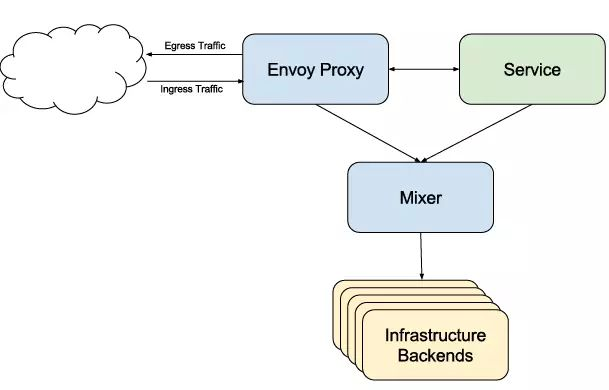 Egress Traffic
Ingress Traffic
Envoy Proxy
Service
Mixer
Infrastructure
Backends